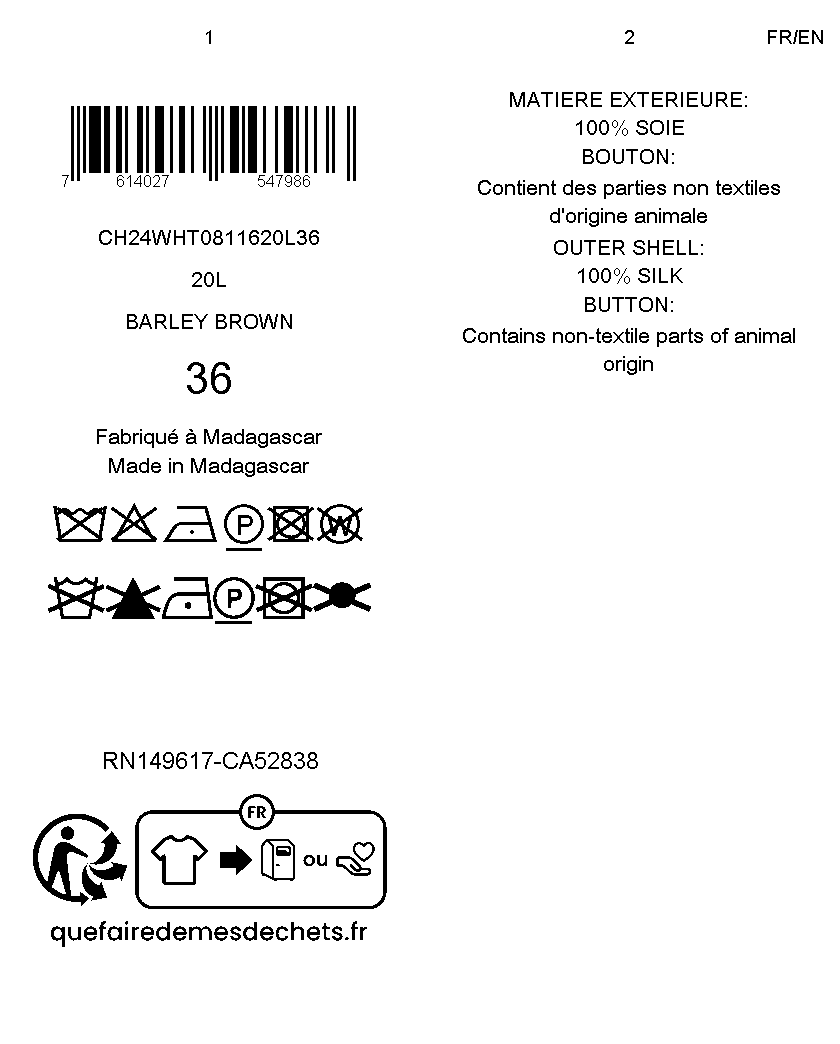 1
7 614027 547986
CH24WHT0811620L36
20L
BARLEY BROWN
36
Fabriqué à Madagascar
Made in Madagascar
P W
P
RN149617-CA52838
FR
ou
quefairedemesdechets.fr
2 FR/EN
MATIERE EXTERIEURE:
100% SOIE
BOUTON:
Contient des parties non textiles
d'origine animale
OUTER SHELL:
100% SILK
BUTTON:
Contains non-textile parts of animal
origin